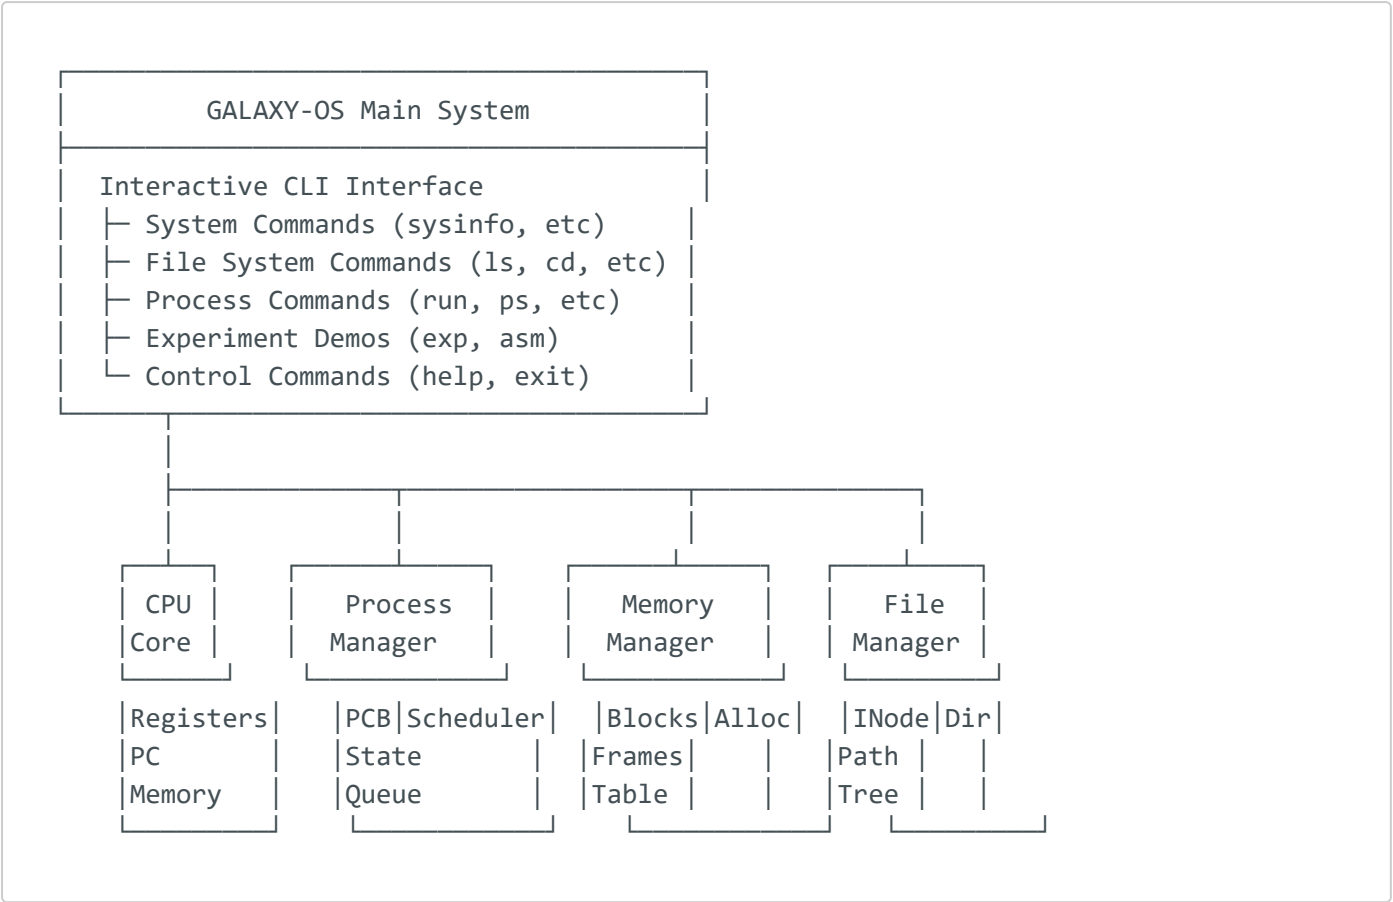 GALAXY-OS Main System
Interactive CLI Interface
├─ System Commands (sysinfo, etc)
├─ File System Commands (ls, cd, etc)
├─ Process Commands (run, ps, etc)
├─ Experiment Demos (exp, asm)
└─ Control Commands (help, exit)
CPU Process Memory File
Core Manager Manager Manager
│Registers│ │PCB│Scheduler│ │Blocks│Alloc│ │INode│Dir│
│PC │ │State │ │Frames│ │ │Path │ │
│Memory │ │Queue │ │Table │ │ │Tree │ │